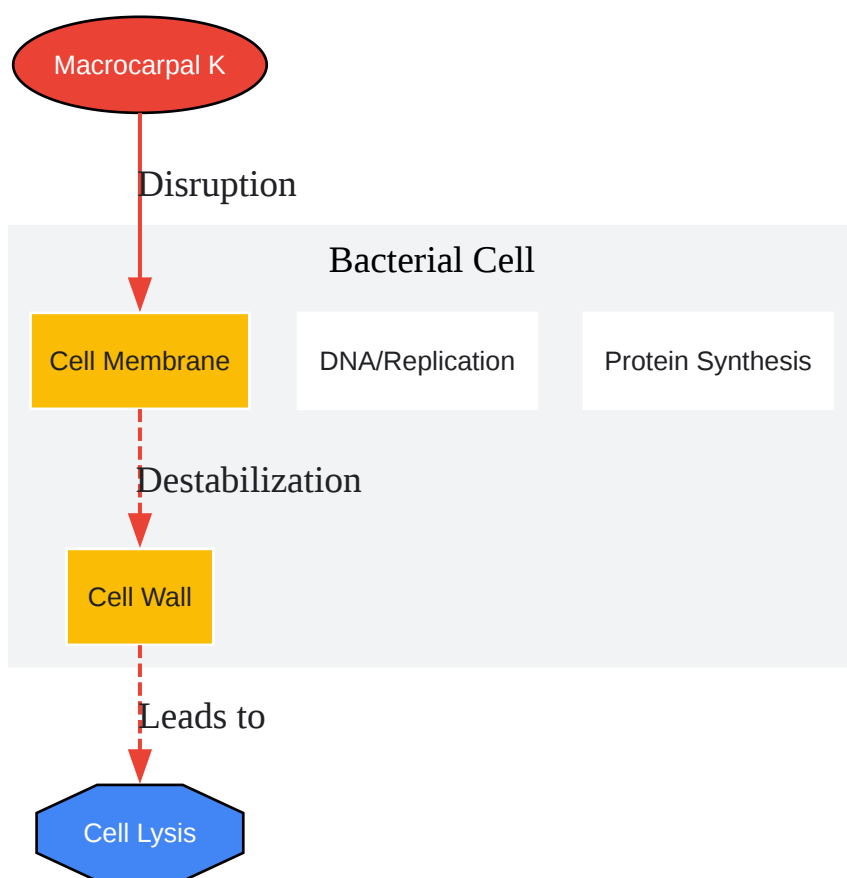 Macrocarpal K
Disruption
Bacterial Cell
Cell Membrane
DNA/Replication
Protein Synthesis
Destabilization
Cell Wall
Leads to
Cell Lysis